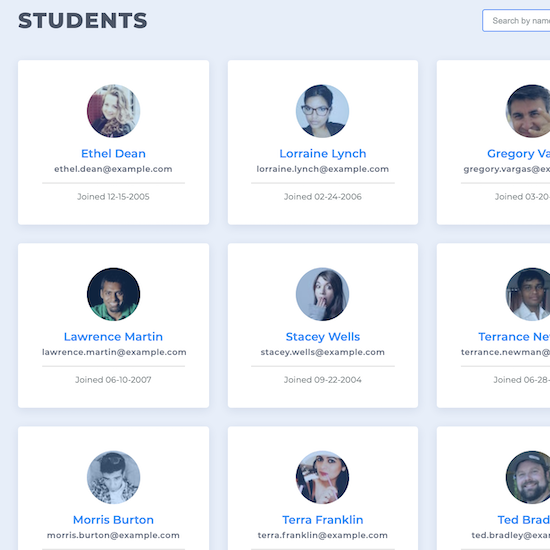 STUDENTS
Search by name
Ethel Dean
ethel.dean@example.com
Joined 12-15-2005
Lorraine Lynch
lorraine.lynch@example.com
Joined 02-24-2006
Gregory Va
gregory.vargas@ex
Joined 03-20-
Lawrence Martin
lawrence.martin@example.com
Joined 06-10-2007
Stacey Wells
stacey.wells@example.com
Joined 09-22-2004
Terrance Ne
terrance.newman@
Joined 06-28-
Morris Burton
morris.burton@example.com
Terra Franklin
terra.franklin@example.com
Ted Brad
ted.bradley@exa